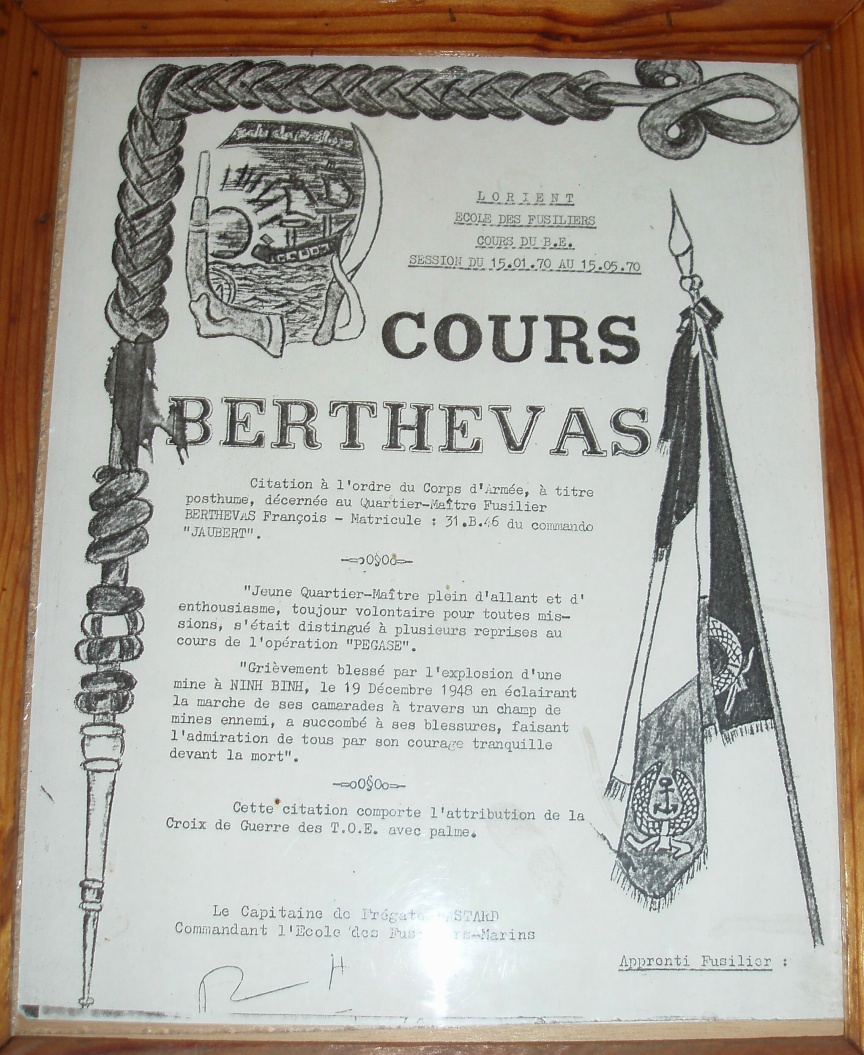 LORIENT
ECOLE DES FUSILIERS
COURS DU B.E.
SESSION DU 15.01.70 AU 15.05.70
COURS
BERTHEVAS
Citation à l'ordre du Corps d'Armée, à titre
posthume, décernée au Quartier-Maître Fusilier
BERTHEVAS François - Matricule : 31.B.46 du commando
"JAUBERT".
"Jeune Quartier-Maître plein d'allant et d'
enthousiasme, toujour volontaire pour toutes mis-
sions, s'était distingué à plusieurs reprises au
cours de l'opération "PEGASE".
"Grièvement blessé par l'explosion d'une
mine à NINH BINH, le 19 Décembre 1948 en éclairant
la marche de ses camarades à travers un champ de
mines ennemi, a succombé à ses blessures, faisant
l'admiration de tous par son courage tranquille
devant la mort".
Cette citation comporte l'attribution de la
Croix de Guerre des T.O.E. avec palme.
Le Capitaine de Frégate
Commandant l'Ecole des Fusiliers-Marins
Apprenti Fusilier :